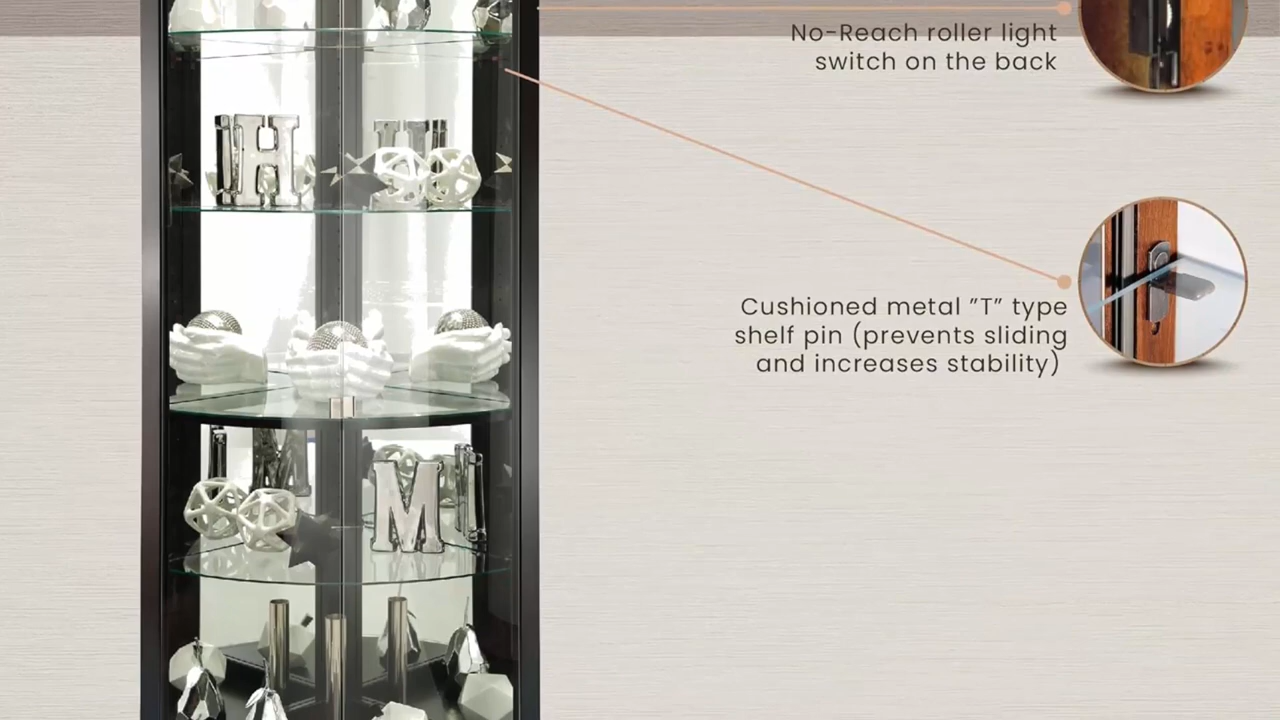 No-Reach roller light
switch on the back
H
Cushioned metal ”T” type
shelf pin (prevents sliding
and increases stability)
M